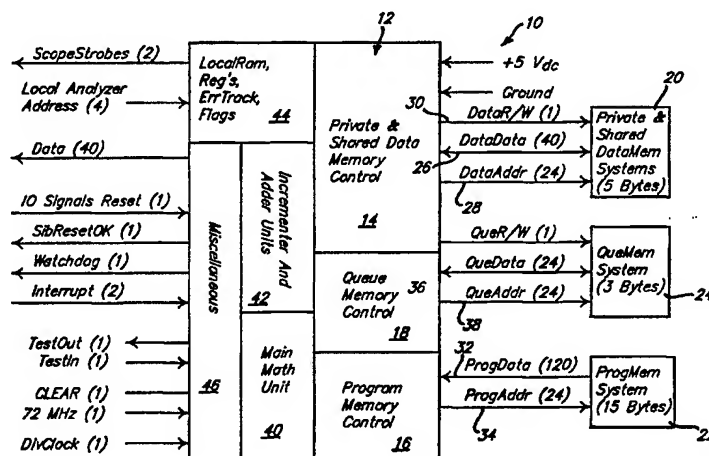 ScopeStrobes (2)
Local Analyzer
Address (4)
Data (40)
IO Signals Reset (1)
SibResetOK (1)
Watchdog (1)
Interrupt (2)
TestOut (1)
TestIn (1)
CLEAR (1)
72 MHz (1)
DlvClock (1)
LocalRam,
Reg's,
ErrTrack,
Flags
44
Miscellaneous
46
Incrementer And
Adder Units
42
Main
Math
Unit
40
12
Private &
Shared Data
Memory
Control
14
Queue 36
Memory
Control
18
Program
Memory
Control
16
10
+5 Vdc
Ground
30
DataR/W (1)
DataData (40)
26
DataAddr (24)
28
QueR/W (1)
QueData (24)
QueAddr (24)
38
32
ProgData (120)
ProgAddr (24)
34
20
Private &
Shared
DataMem
Systems
(5 Bytes)
QueMem
System
(3 Bytes)
24
ProgMem
System
(15 Bytes)